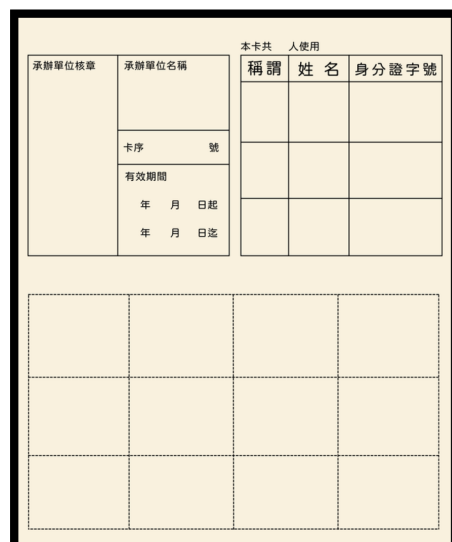 本卡共　人使用
承辦單位核章
承辦單位名稱
卡序　號
有效期間
年　月　日起
年　月　日迄
稱謂　姓名　身分證字號